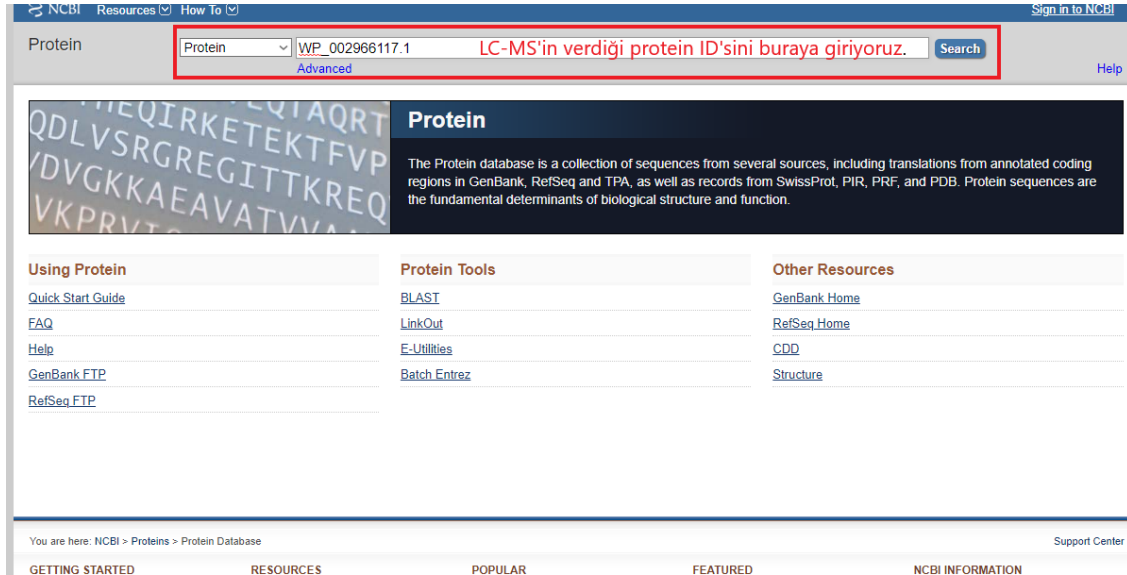 NCBI Resources How To Sign in to NCBI
Protein Protein WP_002966117.1 LC-MS'in verdiği protein ID'sini buraya giriyoruz. Search
Advanced Help
THEQIRKETEKTFVP
QDLVSRGREGITTKREQ
Protein
The Protein database is a collection of sequences from several sources, including translations from annotated coding
regions in GenBank, RefSeq and TPA, as well as records from SwissProt, PIR, PRF, and PDB. Protein sequences are
the fundamental determinants of biological structure and function.
Using Protein Protein Tools Other Resources
Quick Start Guide BLAST GenBank Home
FAQ LinkOut RefSeq Home
Help E-Utilities CDD
GenBank FTP Batch Entrez Structure
RefSeq FTP
You are here: NCBI > Proteins > Protein Database Support Center
GETTING STARTED RESOURCES POPULAR FEATURED NCBI INFORMATION